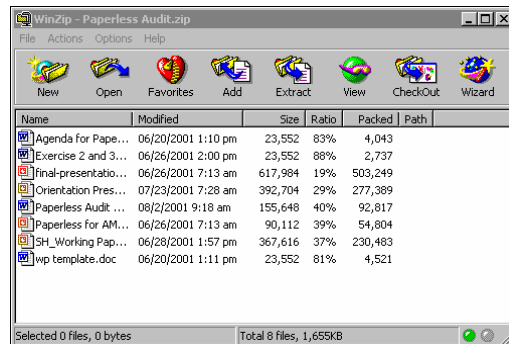 WinZip - Paperless Audit.zip
File Actions Options Help
New Open Favorites Add Extract View CheckOut Wizard
Name Modified Size Ratio Packed Path
Agenda for Pape... 06/20/2001 1:10 pm 23,552 83% 4,043
Exercise 2 and 3... 06/26/2001 2:00 pm 23,552 88% 2,737
final-presentatio... 06/26/2001 7:13 am 617,984 19% 503,249
Orientation Pres... 07/23/2001 7:28 am 392,704 29% 277,389
Paperless Audit ... 08/2/2001 9:18 am 155,648 40% 92,817
Paperless for AM... 06/26/2001 7:13 am 90,112 39% 54,804
SH_Working Pap... 06/28/2001 1:57 pm 367,616 37% 230,483
wp template.doc 06/20/2001 1:11 pm 23,552 81% 4,521
Selected 0 files, 0 bytes Total 8 files, 1,655KB